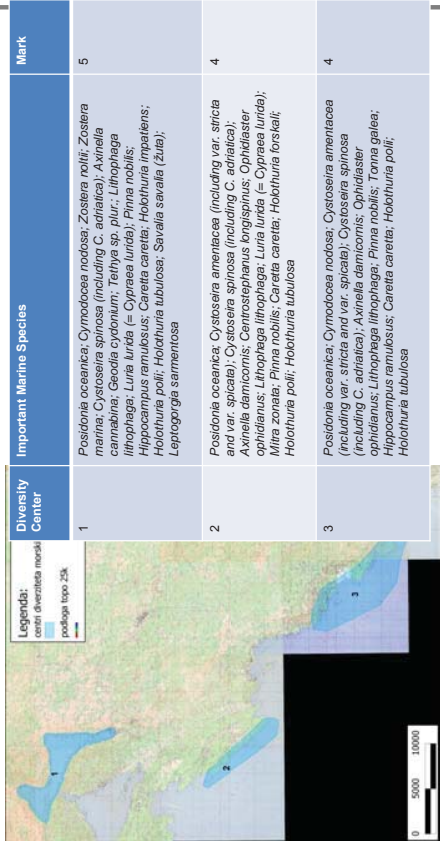 Diversity
Center
Important Marine Species
Mark
1
Posidonia oceanica; Cymodocea nodosa; Zostera noltii; Zostera
marina; Cystoseira spinosa (including C. adriatica); Axinella
cannabina; Geodia cydonium; Tethya sp. plur.; Lithophaga
lithophaga; Luria lurida (= Cypraea lurida); Pinna nobilis;
Hippocampus ramulosus; Caretta caretta; Holothuria impatiens;
Holothuria polii; Holothuria tubulosa; Savalia savalia (žuta);
Leptogorgia sarmentosa
5
2
Posidonia oceanica; Cystoseira amentacea (including var. stricta
and var. spicata); Cystoseira spinosa (including C. adriatica);
Axinella damicornis; Centrostephanus longispinus; Ophidiaster
ophidianus; Lithophaga lithophaga; Luria lurida (= Cypraea lurida);
Mitra zonata; Pinna nobilis; Caretta caretta; Holothuria forskali;
Holothuria polii; Holothuria tubulosa
4
3
Posidonia oceanica; Cymodocea nodosa; Cystoseira amentacea
(including var. stricta and var. spicata); Cystoseira spinosa
(including C. adriatica); Axinella damicornis; Ophidiaster
ophidianus; Lithophaga lithophaga; Pinna nobilis; Tonna galea;
Hippocampus ramulosus; Caretta caretta; Holothuria polii;
Holothuria tubulosa
4
Legenda:
centri diverziteta morski
podloga topo 25k
1
2
3
0 5000 10000